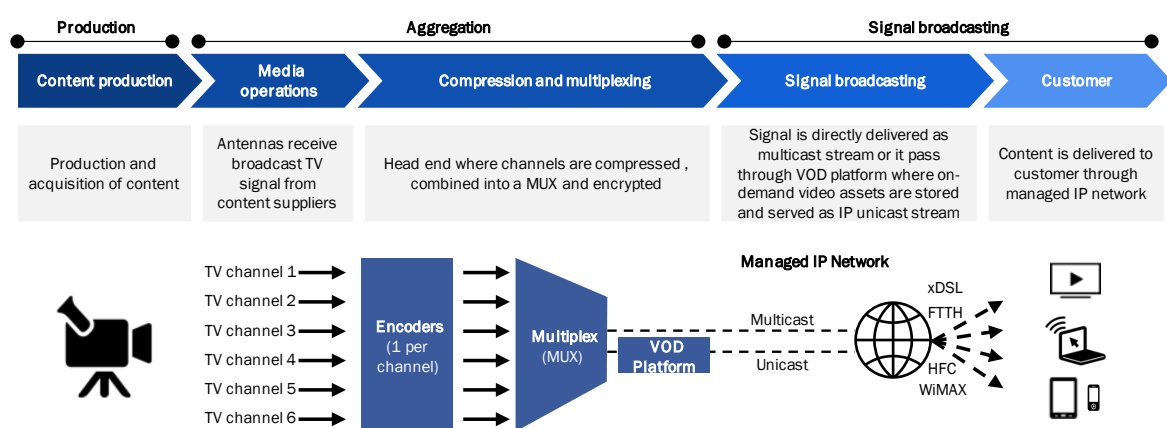 Production
Aggregation
Signal broadcasting
Content production
Media
operations
Compression and multiplexing
Signal broadcasting
Customer
Production and
acquisition of content
Antennas receive
broadcast TV
signal from
content suppliers
Head end where channels are compressed ,
combined into a MUX and encrypted
Signal is directly delivered as
multicast stream or it pass
through VOD platform where on-
demand video assets are stored
and served as IP unicast stream
Content is delivered to
customer through
managed IP network
TV channel 1
TV channel 2
TV channel 3
TV channel 4
TV channel 5
TV channel 6
Encoders
(1 per
channel)
Multiplex
(MUX)
VOD
Platform
Multicast
Unicast
Managed IP Network
xDSL
FTTH
HFC
WiMAX